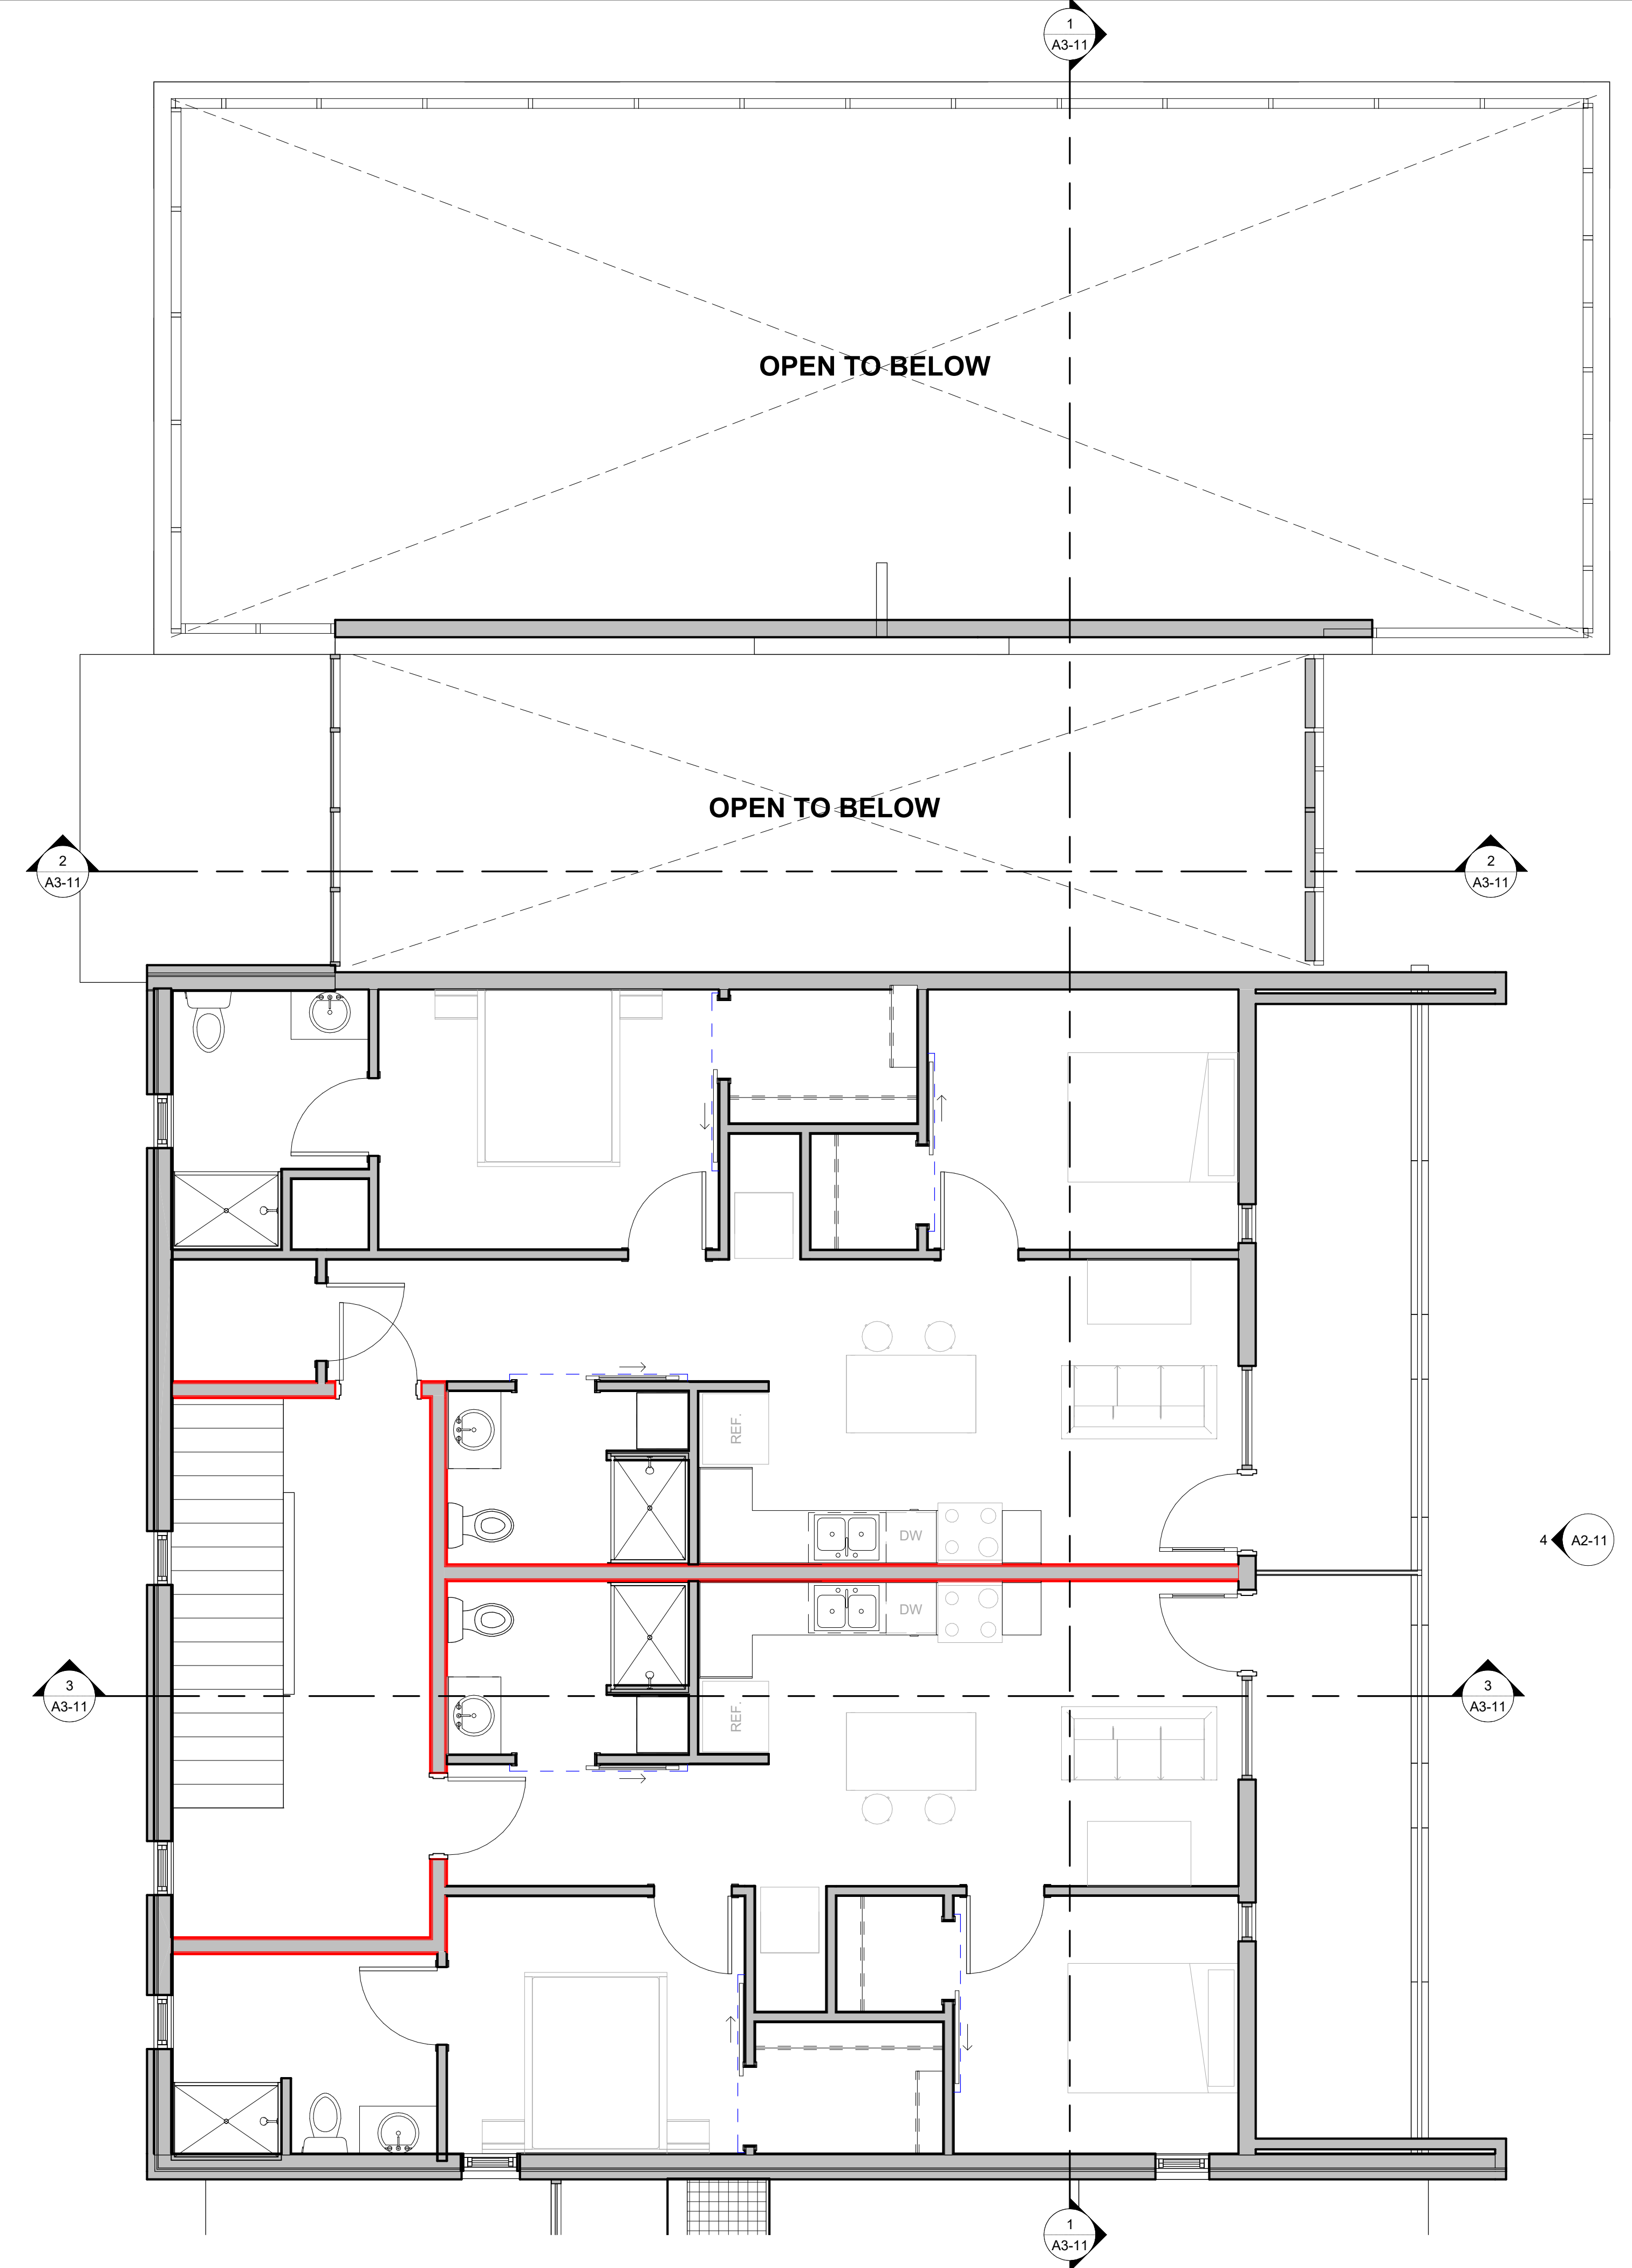 1
A3-11
OPEN TO BELOW
OPEN TO BELOW
2
A3-11
2
A3-11
REF.
DW
4
A2-11
DW
3
A3-11
REF.
3
A3-11
1
A3-11